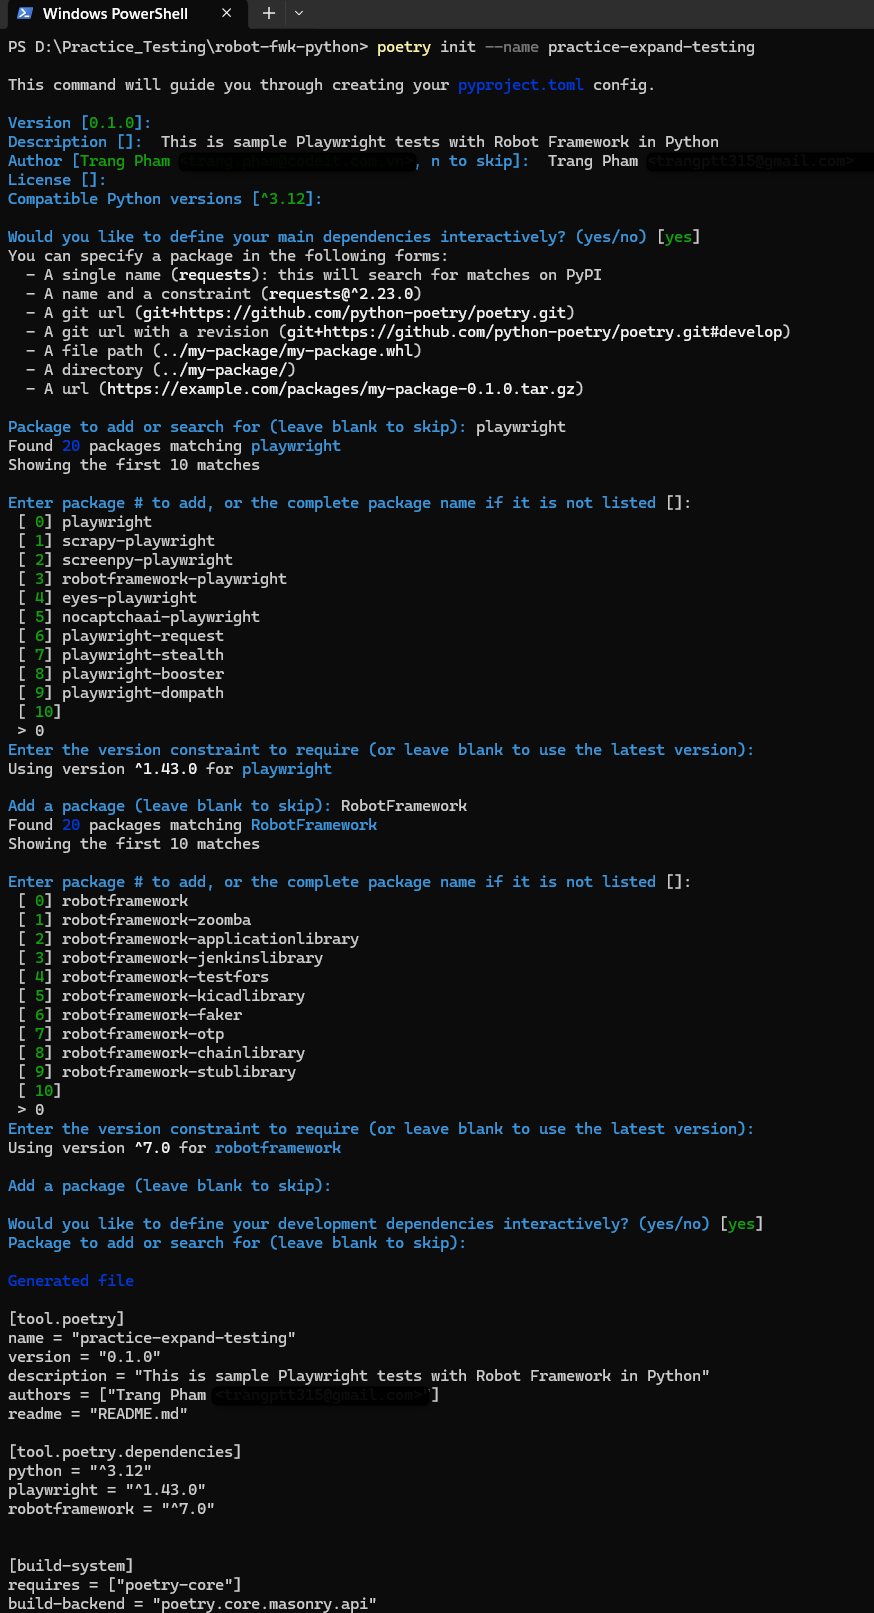 Windows PowerShell
PS D:\Practice_Testing\robot-fwk-python> poetry init --name practice-expand-testing
This command will guide you through creating your pyproject.toml config.
Version [0.1.0]:
Description []:  This is sample Playwright tests with Robot Framework in Python
Author [Trang Pham , n to skip]:  Trang Pham
License []:
Compatible Python versions [^3.12]:
Would you like to define your main dependencies interactively? (yes/no) [yes]
You can specify a package in the following forms:
  - A single name (requests): this will search for matches on PyPI
  - A name and a constraint (requests@^2.23.0)
  - A git url (git+https://github.com/python-poetry/poetry.git)
  - A git url with a revision (git+https://github.com/python-poetry/poetry.git#develop)
  - A file path (../my-package/my-package.whl)
  - A directory (../my-package/)
  - A url (https://example.com/packages/my-package-0.1.0.tar.gz)
Package to add or search for (leave blank to skip): playwright
Found 20 packages matching playwright
Showing the first 10 matches
Enter package # to add, or the complete package name if it is not listed []:
 [ 0] playwright
 [ 1] scrapy-playwright
 [ 2] screenpy-playwright
 [ 3] robotframework-playwright
 [ 4] eyes-playwright
 [ 5] nocaptchaai-playwright
 [ 6] playwright-request
 [ 7] playwright-stealth
 [ 8] playwright-booster
 [ 9] playwright-dompath
 [ 10]
 > 0
Enter the version constraint to require (or leave blank to use the latest version):
Using version ^1.43.0 for playwright
Add a package (leave blank to skip): RobotFramework
Found 20 packages matching RobotFramework
Showing the first 10 matches
Enter package # to add, or the complete package name if it is not listed []:
 [ 0] robotframework
 [ 1] robotframework-zoomba
 [ 2] robotframework-applicationlibrary
 [ 3] robotframework-jenkinslibrary
 [ 4] robotframework-testfors
 [ 5] robotframework-kicadlibrary
 [ 6] robotframework-faker
 [ 7] robotframework-otp
 [ 8] robotframework-chainlibrary
 [ 9] robotframework-stublibrary
 [ 10]
 > 0
Enter the version constraint to require (or leave blank to use the latest version):
Using version ^7.0 for robotframework
Add a package (leave blank to skip):
Would you like to define your development dependencies interactively? (yes/no) [yes]
Package to add or search for (leave blank to skip):
Generated file
[tool.poetry]
name = "practice-expand-testing"
version = "0.1.0"
description = "This is sample Playwright tests with Robot Framework in Python"
authors = ["Trang Pham ]
readme = "README.md"
[tool.poetry.dependencies]
python = "^3.12"
playwright = "^1.43.0"
robotframework = "^7.0"
[build-system]
requires = ["poetry-core"]
build-backend = "poetry.core.masonry.api"